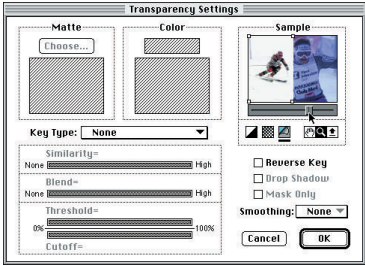 Transparency Settings
Matte
Color
Sample
Choose...
Key Type: None
Similarity=
None
High
Blend=
None
High
Threshold=
0%
100%
Cutoff=
Reverse Key
Drop Shadow
Mask Only
Smoothing: None
Cancel
OK